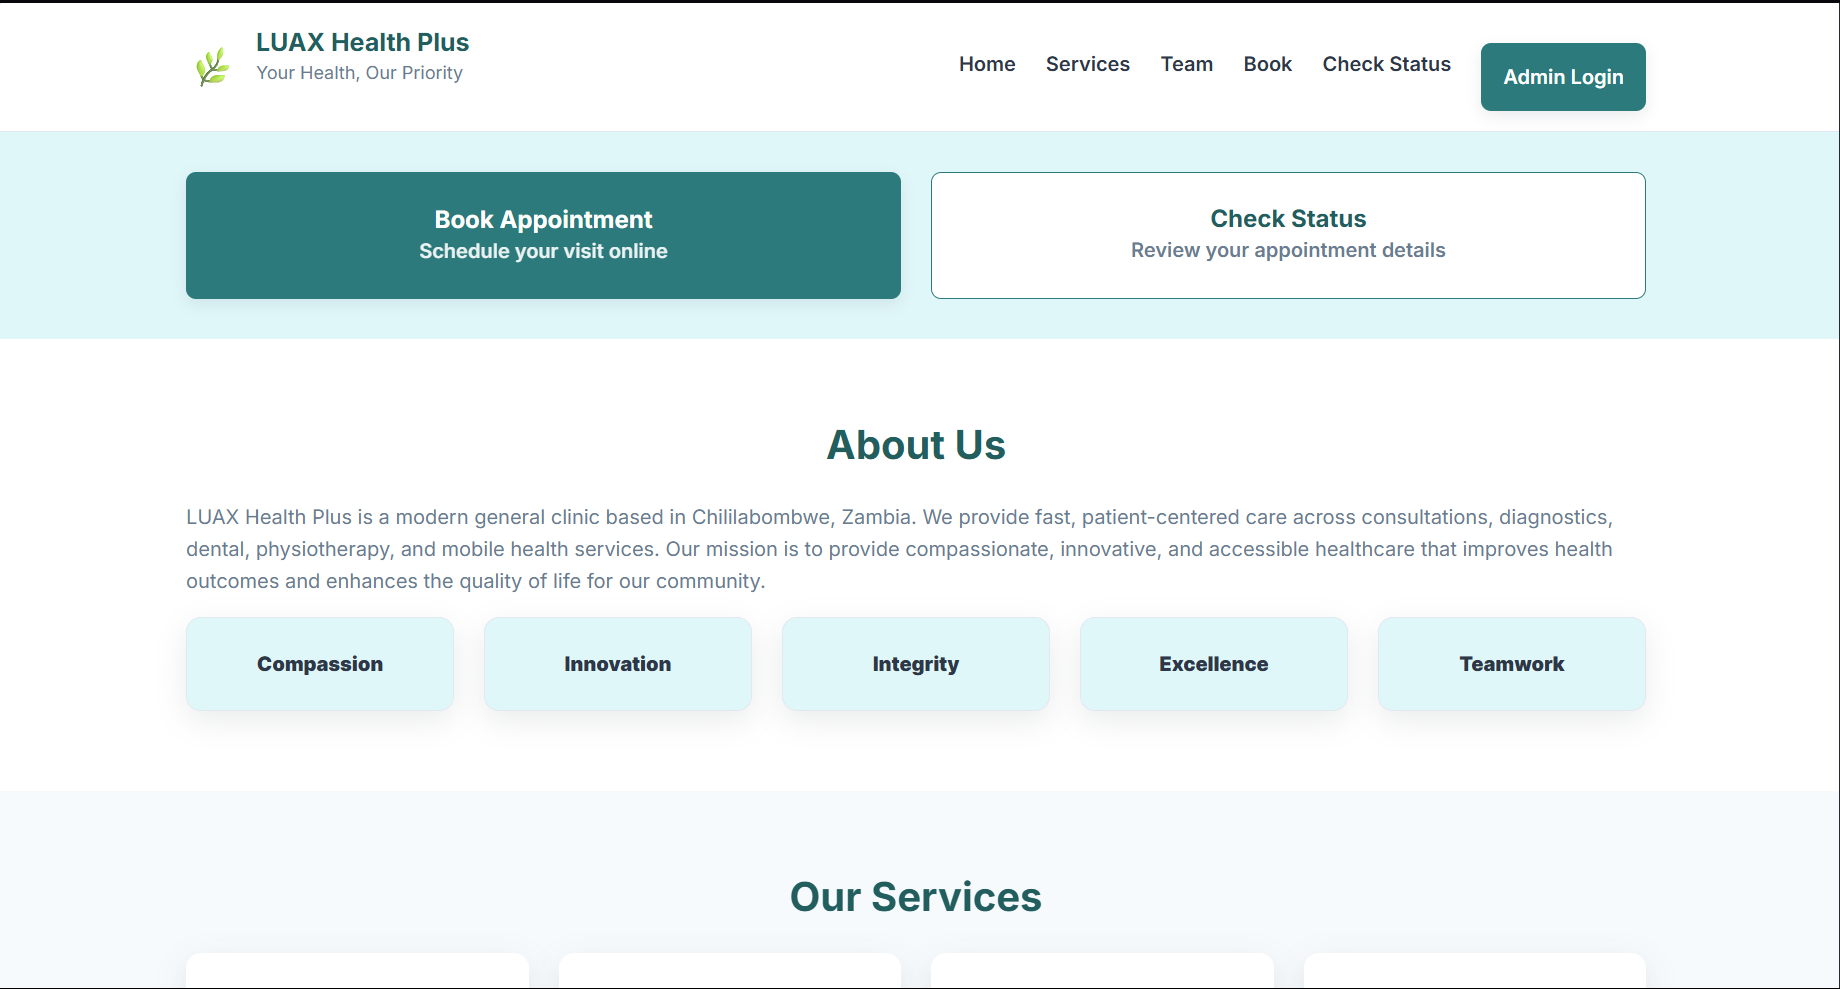 LUAX Health Plus
Your Health, Our Priority
Home
Services
Team
Book
Check Status
Admin Login
Book Appointment
Schedule your visit online
Check Status
Review your appointment details
About Us
LUAX Health Plus is a modern general clinic based in Chililabombwe, Zambia. We provide fast, patient-centered care across consultations, diagnostics,
dental, physiotherapy, and mobile health services. Our mission is to provide compassionate, innovative, and accessible healthcare that improves health
outcomes and enhances the quality of life for our community.
Compassion
Innovation
Integrity
Excellence
Teamwork
Our Services